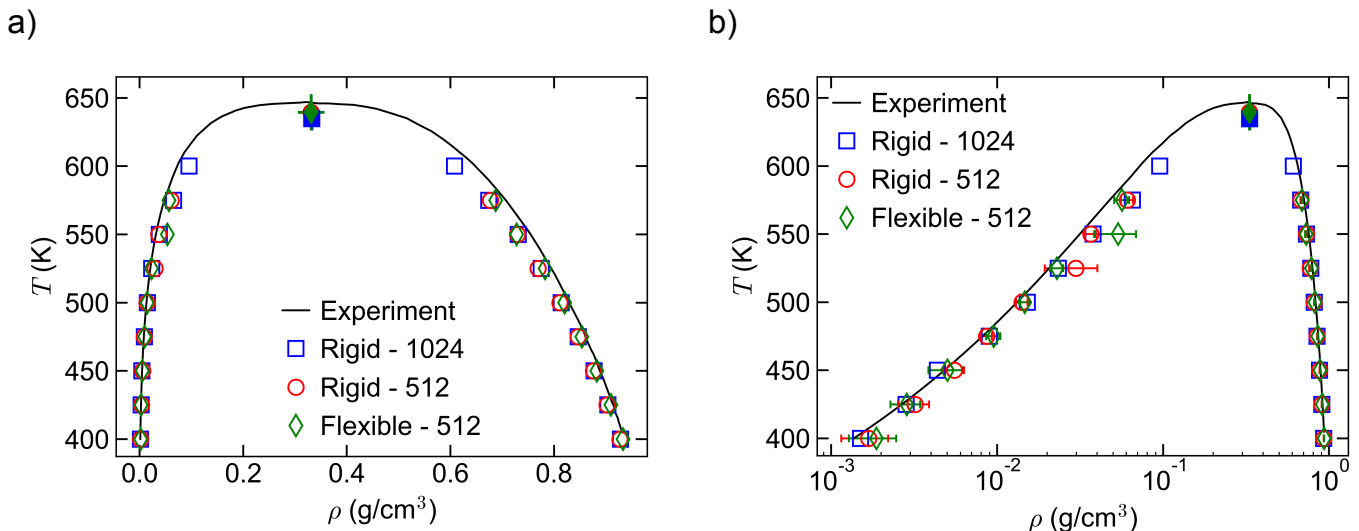 a)
650
600
550
500
450
400
T (K)
Experiment
Rigid - 1024
Rigid - 512
Flexible - 512
0.0
0.2
0.4
0.6
0.8
ρ (g/cm³)
b)
650
600
550
500
450
400
T (K)
Experiment
Rigid - 1024
Rigid - 512
Flexible - 512
10⁻³
10⁻²
10⁻¹
10⁰
ρ (g/cm³)